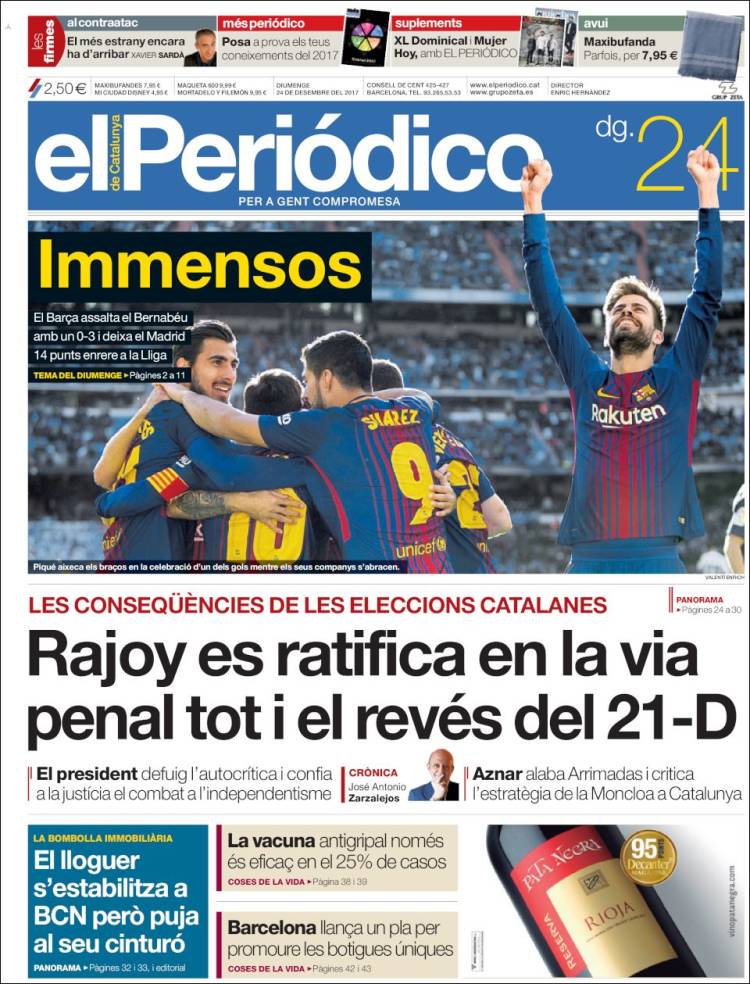 les
firmes
al contraatac
El més estrany encara
ha d'arribar XAVIER SARDÀ
més periódico
Posa a prova els teus
coneixements del 2017
suplements
XL Dominical i Mujer
Hoy, amb EL PERIÓDICO
avui
Maxibufanda
Parfois, per 7,95 €
2,50 €
MAXIBUFANDES 7,95 €
MI CIUDAD DISNEY 4,95 €
MAQUETA 600 9,99 €
MORTADELO Y FILEMÓN 9,95 €
DIUMENGE
24 DE DESEMBRE DEL 2017
CONSELL DE CENT 425-427
BARCELONA. TEL. 93.265.53.53
www.elperiodico.cat
www.grupozeta.es
DIRECTOR
ENRIC HERNÀNDEZ
GRUP ZETA
el Periódico
de Catalunya
PER A GENT COMPROMESA
dg. 24
Immensos
El Barça assalta el Bernabéu
amb un 0-3 i deixa el Madrid
14 punts enrere a la Lliga
TEMA DEL DIUMENGE ▸ Pàgines 2 a 11
SUÁREZ
9
unicef
10
Rakuten
Piqué aixeca els braços en la celebració d'un dels gols mentre els seus companys s'abracen.
VALENTÍ ENRICH
LES CONSEQÜÈNCIES DE LES ELECCIONS CATALANES
PANORAMA
▸ Pàgines 24 a 30
Rajoy es ratifica en la via
penal tot i el revés del 21-D
El president defuig l'autocrítica i confia
a la justícia el combat a l'independentisme
CRÒNICA
José Antonio
Zarzalejos
Aznar alaba Arrimadas i critica
l'estratègia de la Moncloa a Catalunya
LA BOMBOLLA IMMOBILIÀRIA
El lloguer
s'estabilitza a
BCN però puja
al seu cinturó
PANORAMA ▸ Pàgines 32 i 33, i editorial
La vacuna antigripal només
és eficaç en el 25% de casos
COSES DE LA VIDA ▸ Pàgina 38 i 39
Barcelona llança un pla per
promoure les botigues úniques
COSES DE LA VIDA ▸ Pàgines 42 i 43
PATA NEGRA
RIOJA
RESERVA
95
PUNTS
Decanter
vinopatanegra.com